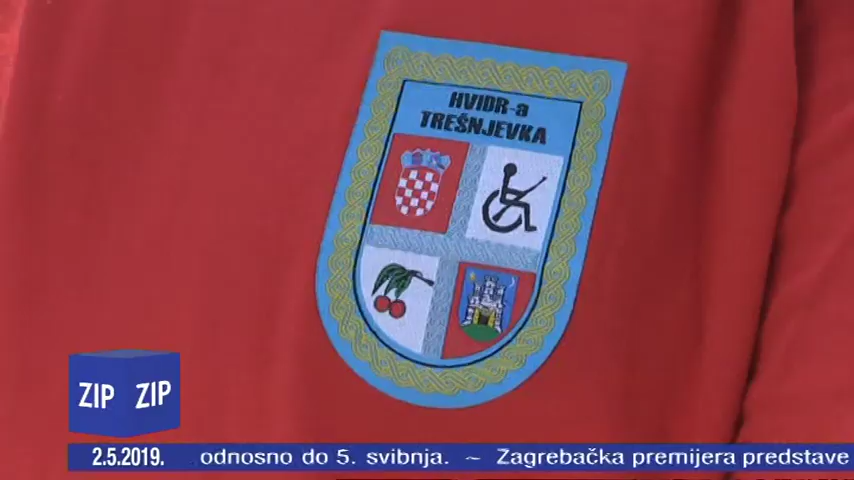 HVIDR-a
TREŠNJEVKA
ZIP ZIP
2.5.2019. odnosno do 5. svibnja. ~ Zagrebačka premijera predstave